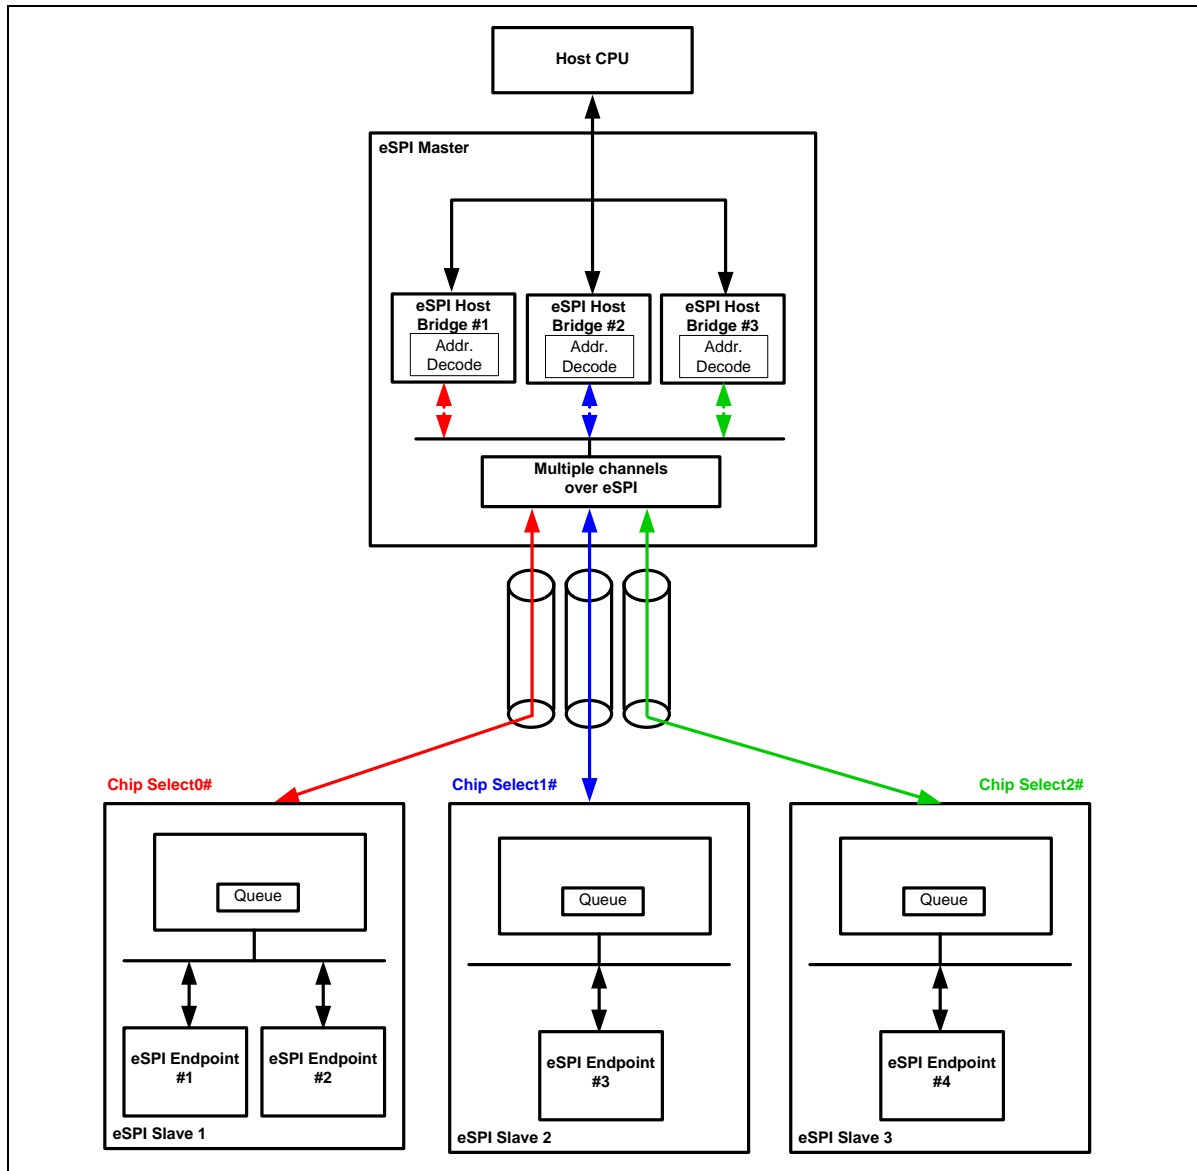 Host CPU
eSPI Master
eSPI Host
Bridge #1
Addr.
Decode
eSPI Host
Bridge #2
Addr.
Decode
eSPI Host
Bridge #3
Addr.
Decode
Multiple channels
over eSPI
Chip Select0#
Chip Select1#
Chip Select2#
Queue
eSPI Endpoint
#1
eSPI Endpoint
#2
eSPI Slave 1
Queue
eSPI Endpoint
#3
eSPI Slave 2
Queue
eSPI Endpoint
#4
eSPI Slave 3